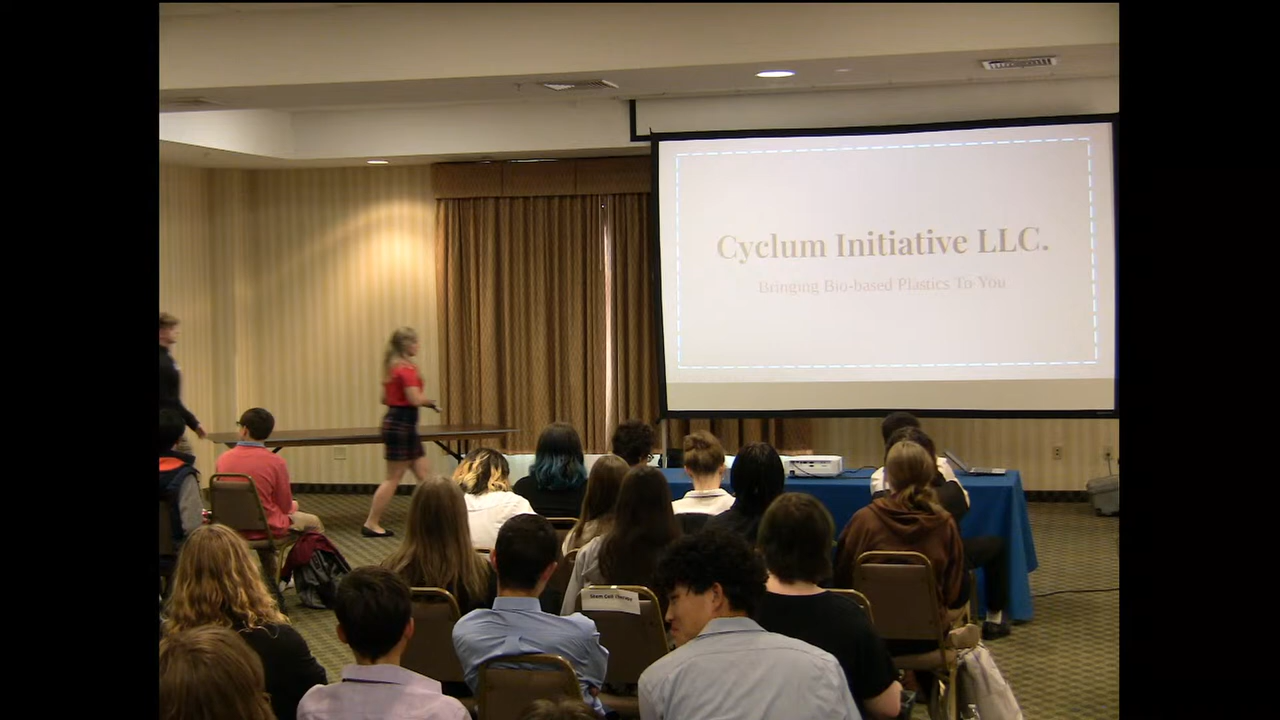 Cyclum Initiative LLC.
Bringing Bio-based Plastics To You